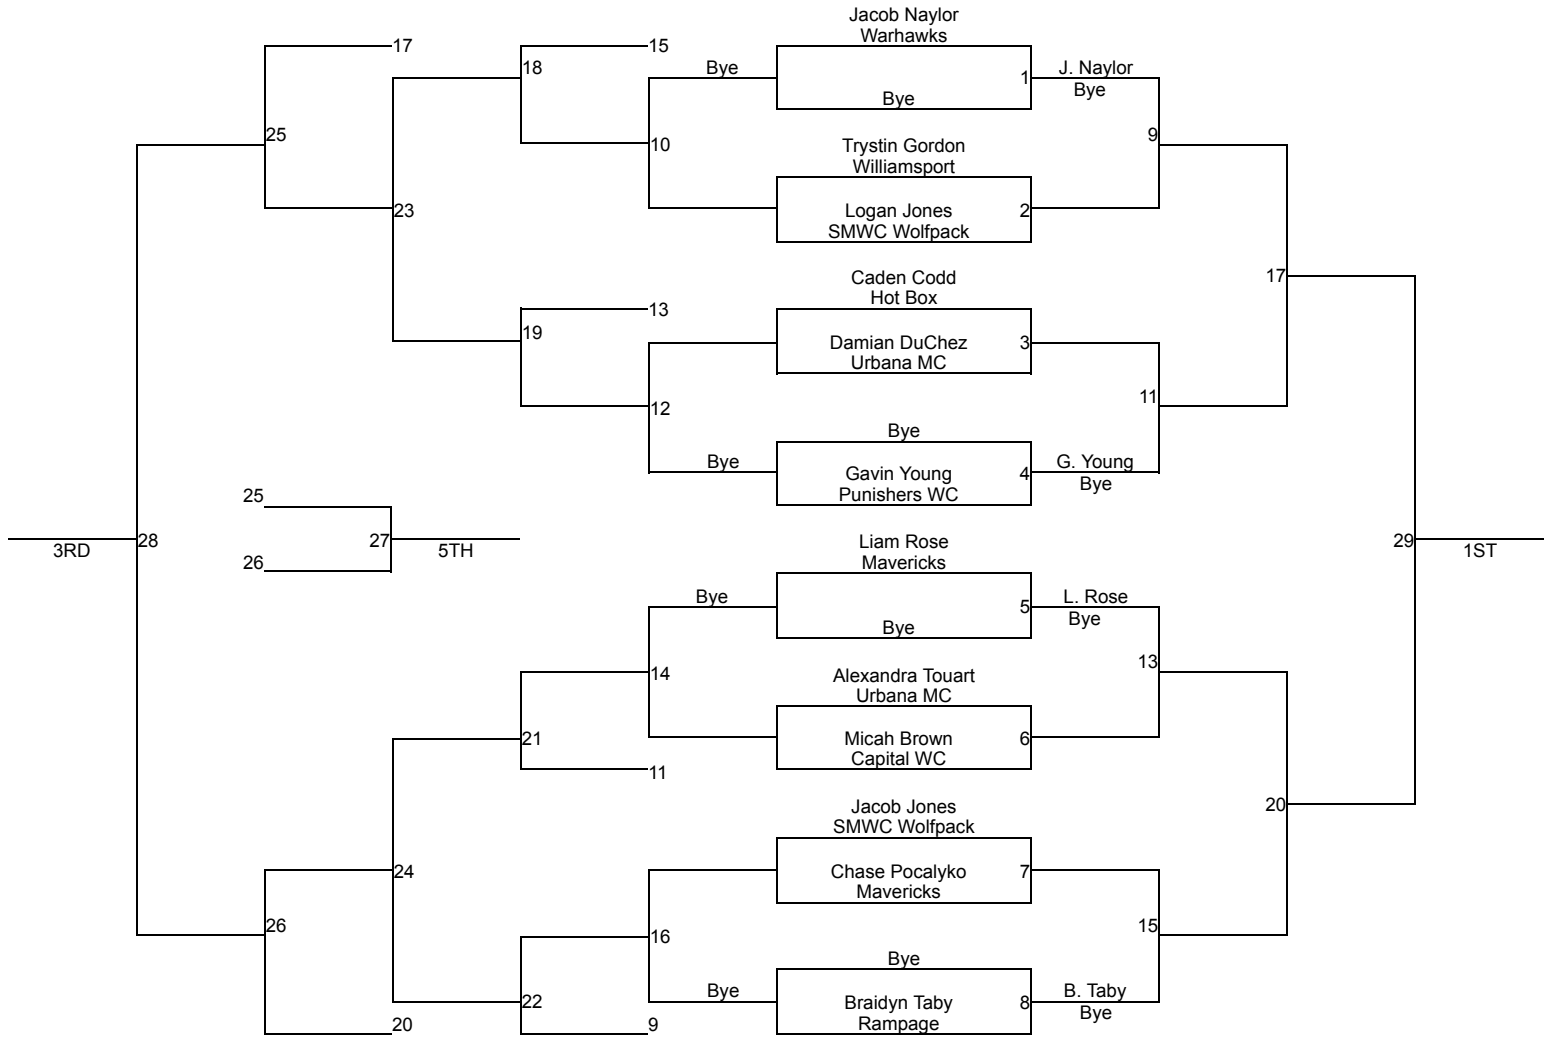 Jacob Naylor
Warhawks
17
15
18
Bye
1
J. Naylor
Bye
Bye
25
10
9
Trystin Gordon
Williamsport
23
Logan Jones
2
SMWC Wolfpack
17
Caden Codd
Hot Box
13
19
Damian DuChez
3
Urbana MC
12
11
Bye
Bye
Gavin Young
4
G. Young
Punishers WC
Bye
25
3RD
28
27
5TH
29
1ST
26
Liam Rose
Mavericks
Bye
5
L. Rose
Bye
Bye
14
13
Alexandra Touart
Urbana MC
21
Micah Brown
6
Capital WC
11
20
Jacob Jones
SMWC Wolfpack
24
Chase Pocalyko
7
Mavericks
26
16
15
Bye
Bye
22
Braidyn Taby
8
B. Taby
Bye
20
9
Rampage